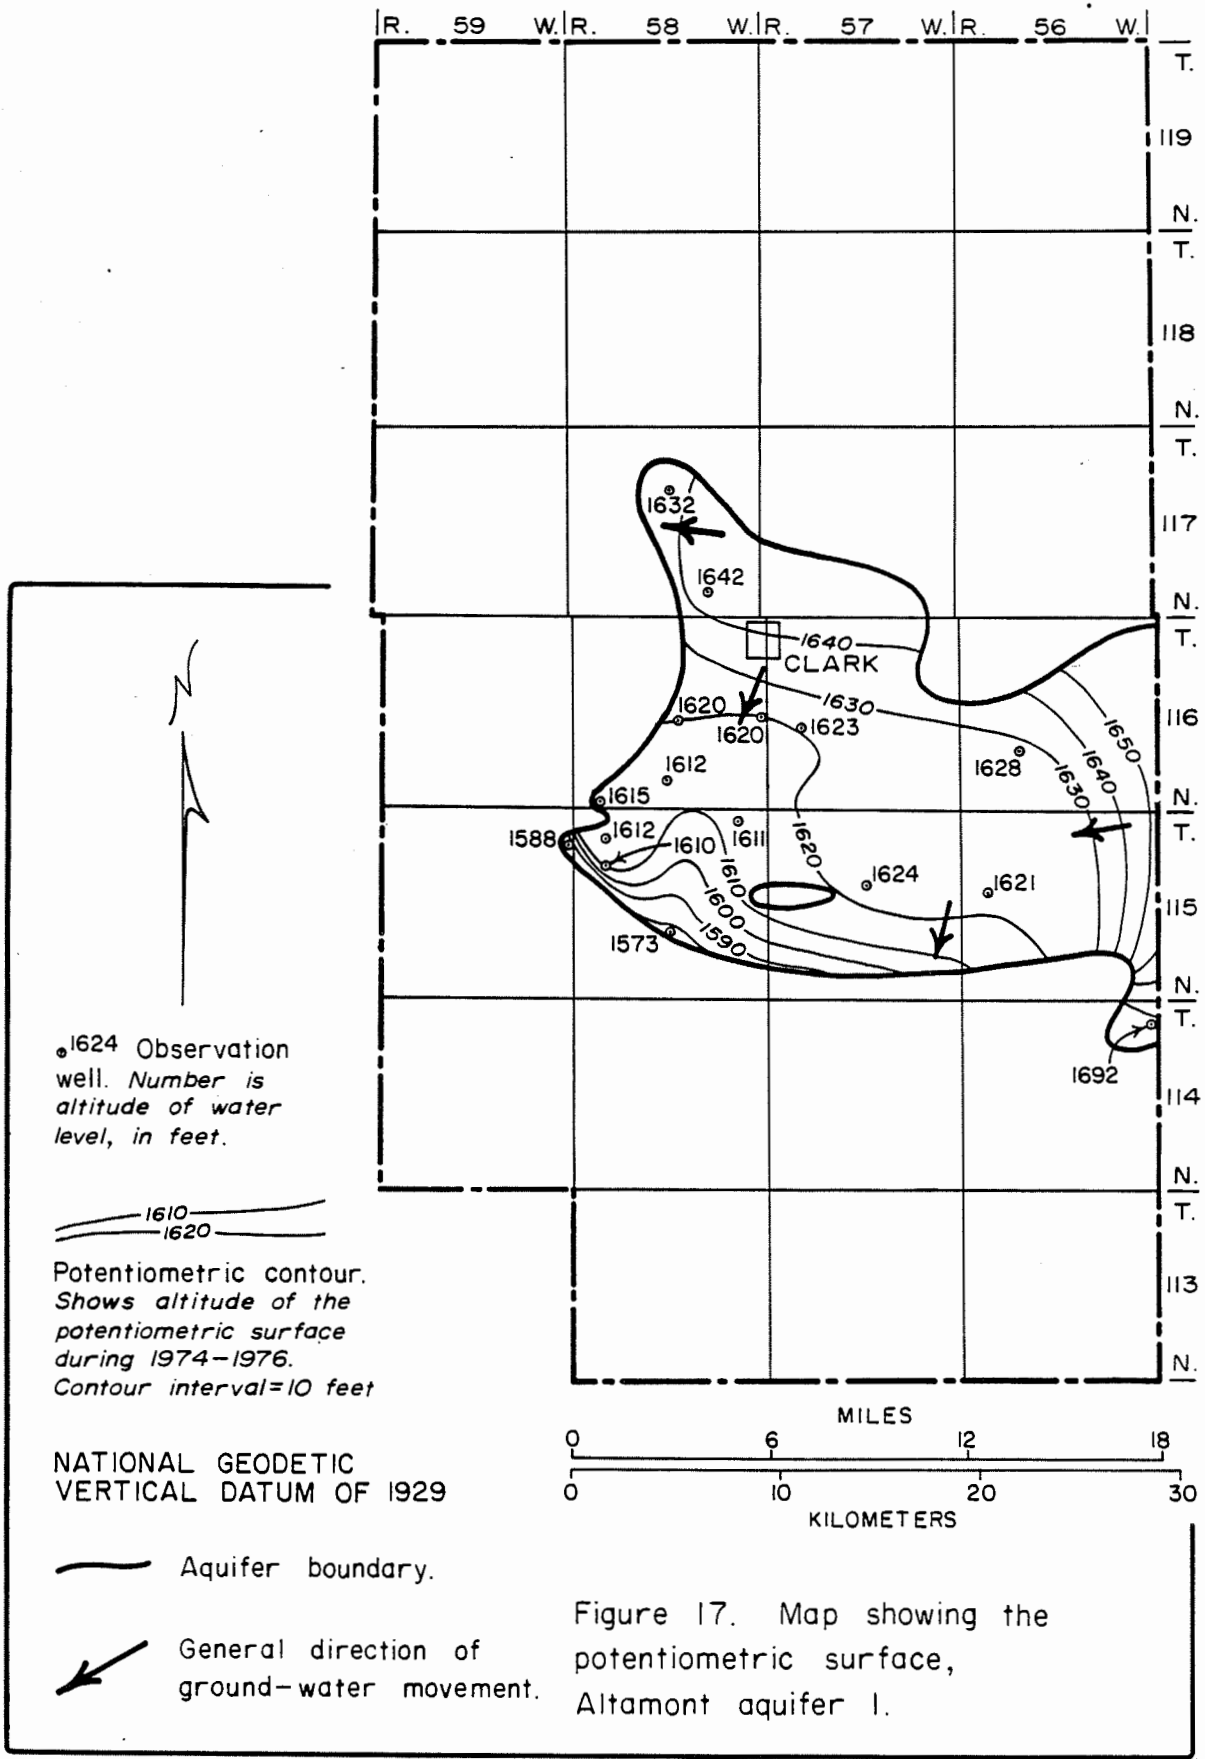 R. 59 W. R. 58 W. R. 57 W. R. 56 W.
T.
119
N.
T.
118
N.
T.
117
N.
T.
116
N.
T.
115
N.
T.
114
N.
T.
113
N.
1632
1642
1640
CLARK
1630
1620
1620
1623
1650
1640
1630
1628
1612
1615
1588
1612
1610
1611
1620
1610
1624
1621
1600
1590
1573
1692
N
1624 Observation
well. Number is
altitude of water
level, in feet.
1610
1620
Potentiometric contour.
Shows altitude of the
potentiometric surface
during 1974-1976.
Contour interval=10 feet
NATIONAL GEODETIC
VERTICAL DATUM OF 1929
Aquifer boundary.
General direction of
ground-water movement.
MILES
0 6 12 18
0 10 20 30
KILOMETERS
Figure 17. Map showing the
potentiometric surface,
Altamont aquifer 1.